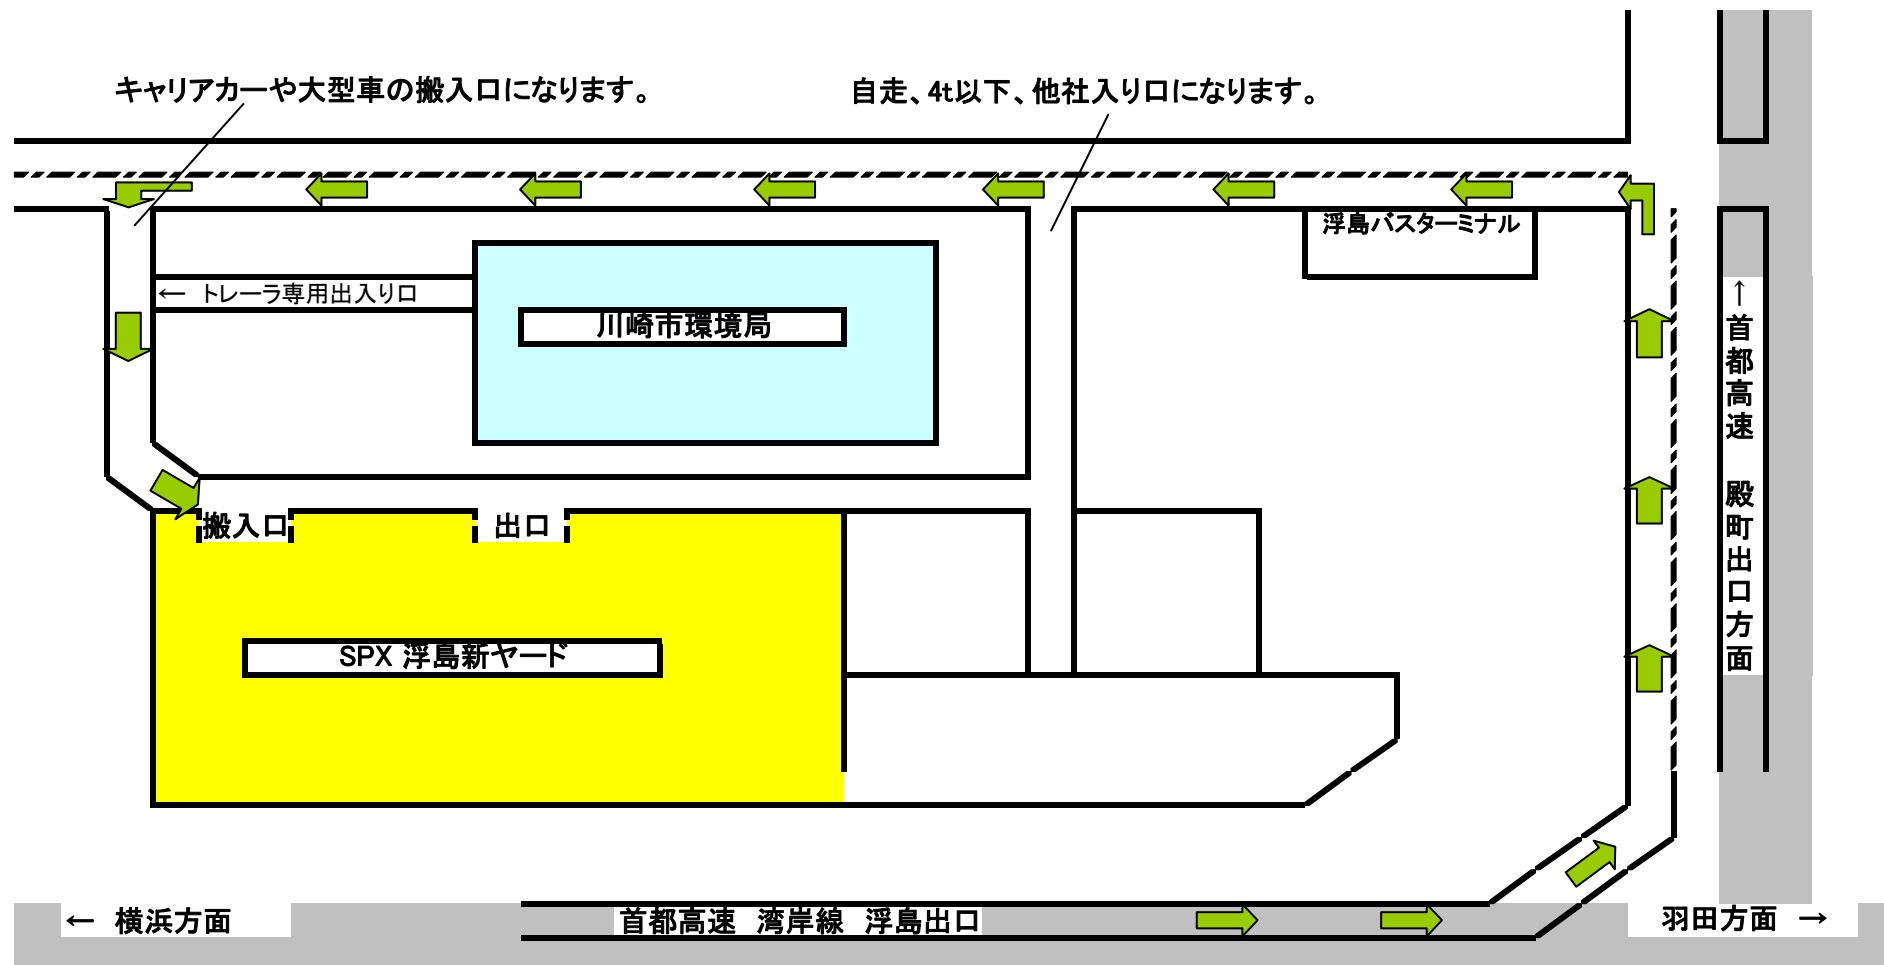 キャリアカーや大型車の搬入口になります。
自走、4t以下、他社入り口になります。
浮島バスターミナル
← トレーラ専用出入り口
川崎市環境局
↑首都高速　殿町出口方面
搬入口
出口
SPX 浮島新ヤード
← 横浜方面
首都高速 湾岸線 浮島出口
羽田方面 →